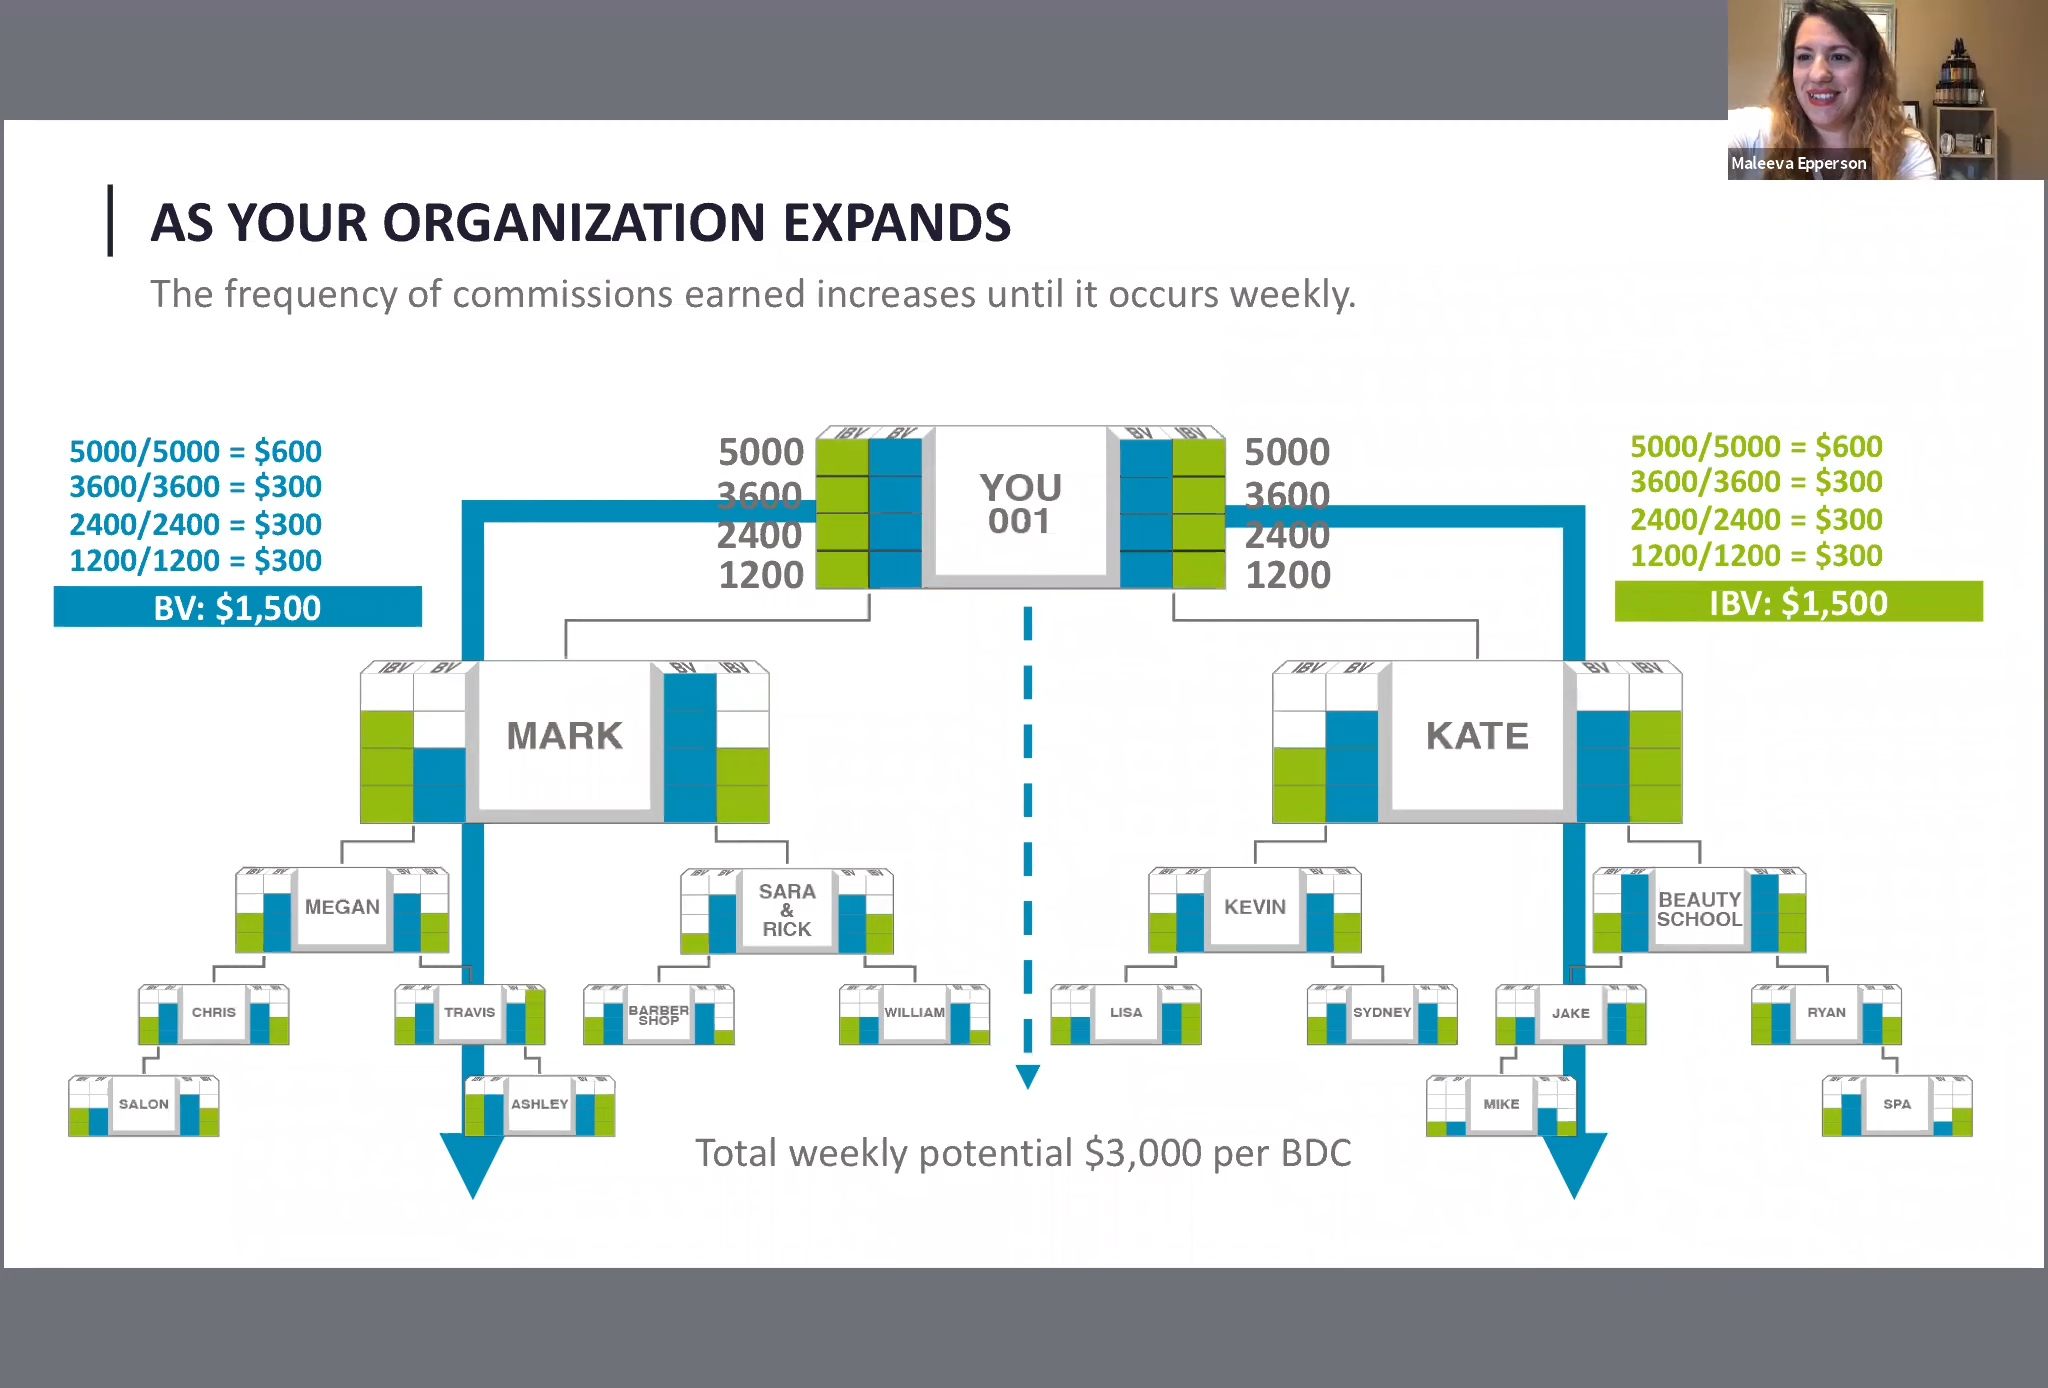 Maleeva Epperson
AS YOUR ORGANIZATION EXPANDS
The frequency of commissions earned increases until it occurs weekly.
5000/5000 = $600
3600/3600 = $300
2400/2400 = $300
1200/1200 = $300
BV: $1,500
5000
3600
2400
1200
IBV BV
YOU
001
BV IBV
5000
3600
2400
1200
5000/5000 = $600
3600/3600 = $300
2400/2400 = $300
1200/1200 = $300
IBV: $1,500
IBV BV
MARK
BV IBV
IBV BV
KATE
BV IBV
MEGAN
SARA
&
RICK
KEVIN
BEAUTY
SCHOOL
CHRIS
TRAVIS
BARBER
SHOP
WILLIAM
LISA
SYDNEY
JAKE
RYAN
SALON
ASHLEY
MIKE
SPA
Total weekly potential $3,000 per BDC